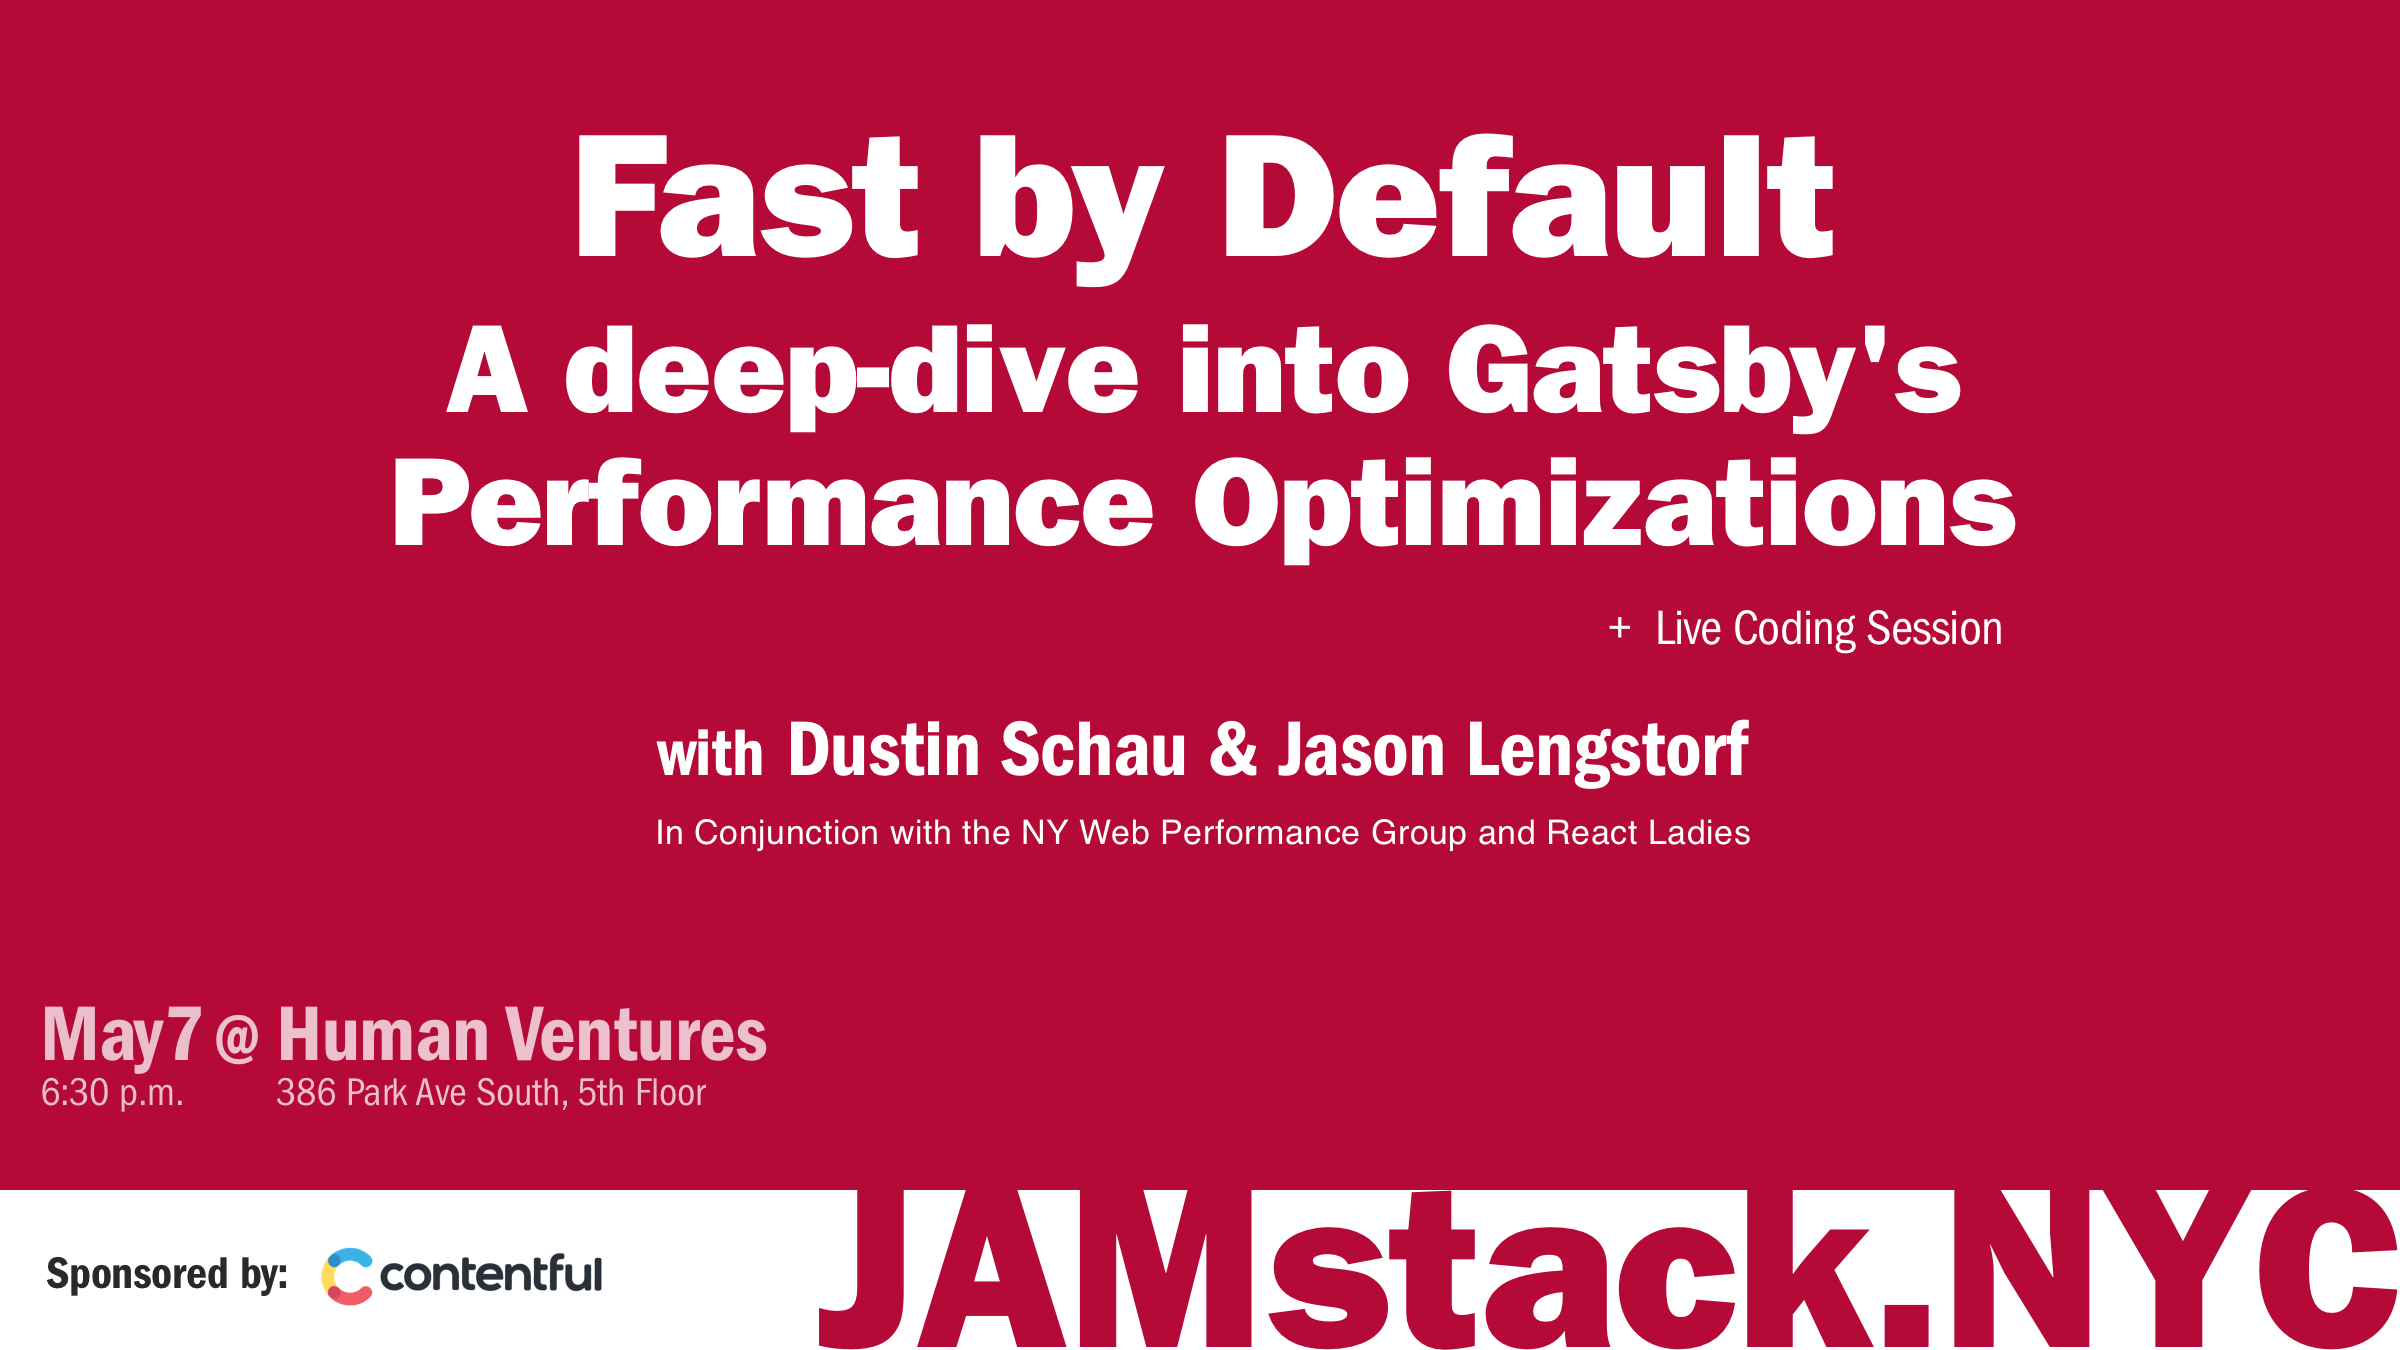 Fast by Default
A deep-dive into Gatsby's
Performance Optimizations
+ Live Coding Session
with Dustin Schau & Jason Lengstorf
In Conjunction with the NY Web Performance Group and React Ladies
May7 @ Human Ventures
6:30 p.m. 386 Park Ave South, 5th Floor
Sponsored by: contentful
JAMstack.NYC